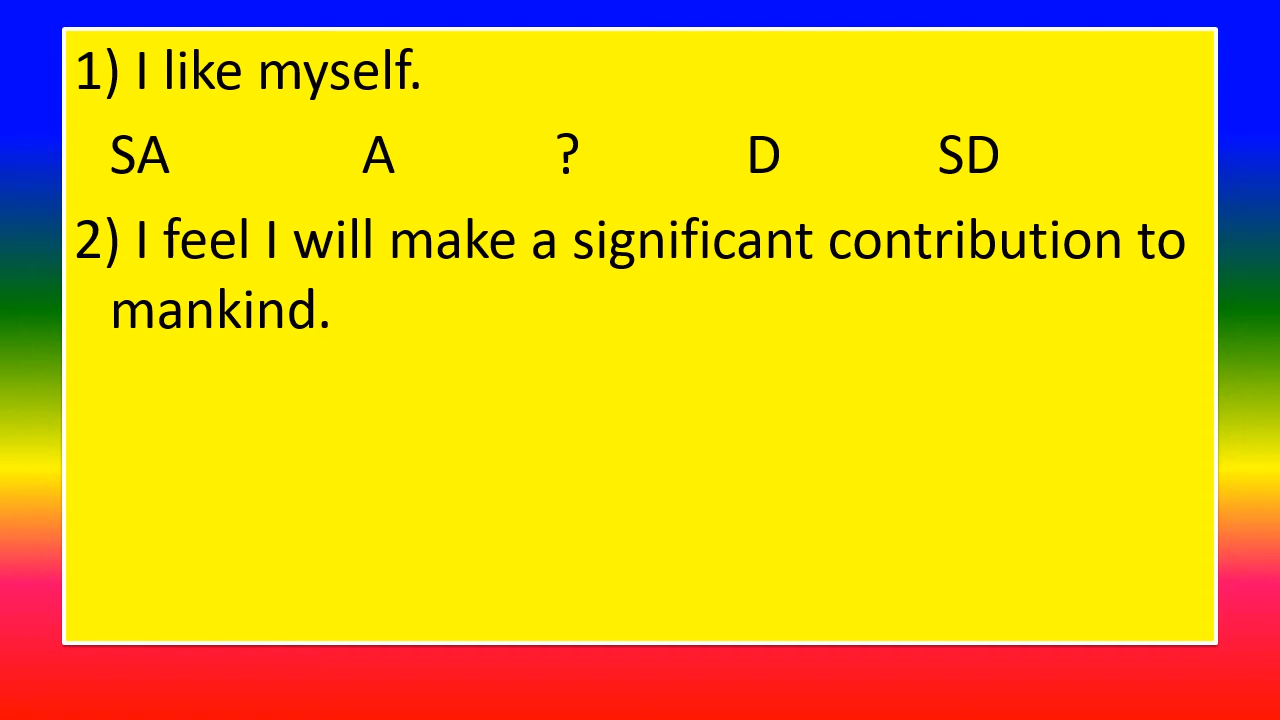 1) I like myself.
SA A ? D SD
2) I feel I will make a significant contribution to
mankind.